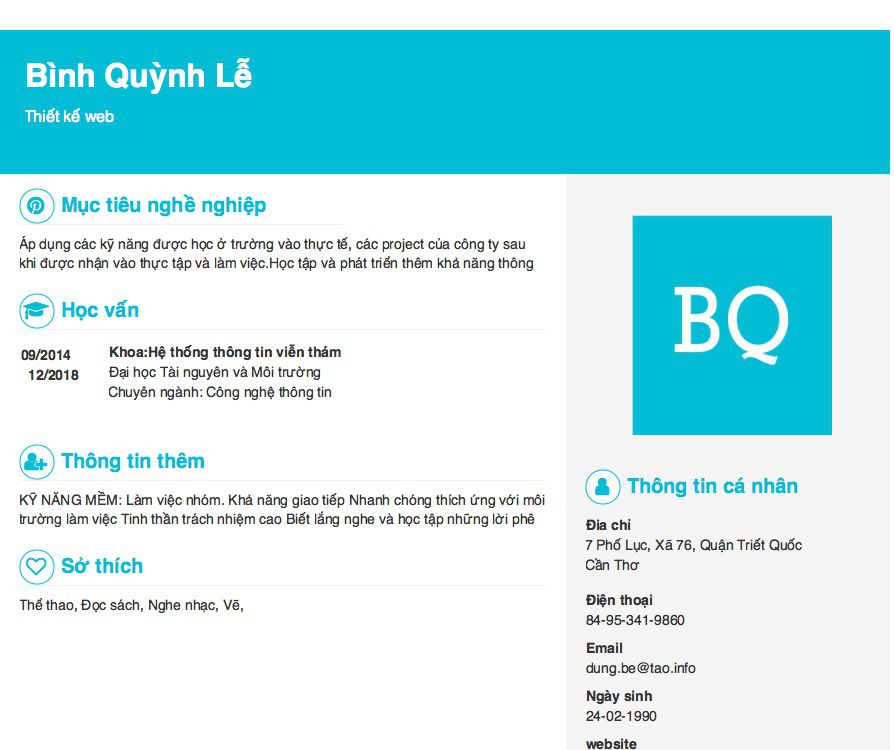 Bình Quỳnh Lễ
Thiết kế web
Mục tiêu nghề nghiệp
Áp dụng các kỹ năng được học ở trường vào thực tế, các project của công ty sau
khi được nhận vào thực tập và làm việc.Học tập và phát triển thêm khả năng thông
Học vấn
09/2014
12/2018
Khoa:Hệ thống thông tin viễn thám
Đại học Tài nguyên và Môi trường
Chuyên ngành: Công nghệ thông tin
Thông tin thêm
KỸ NĂNG MỀM: Làm việc nhóm. Khả năng giao tiếp Nhanh chóng thích ứng với môi
trường làm việc Tinh thần trách nhiệm cao Biết lắng nghe và học tập những lời phê
Sở thích
Thể thao, Đọc sách, Nghe nhạc, Vẽ,
BQ
Thông tin cá nhân
Địa chỉ
7 Phố Lục, Xã 76, Quận Triết Quốc
Cần Thơ
Điện thoại
84-95-341-9860
Email
dung.be@tao.info
Ngày sinh
24-02-1990
website